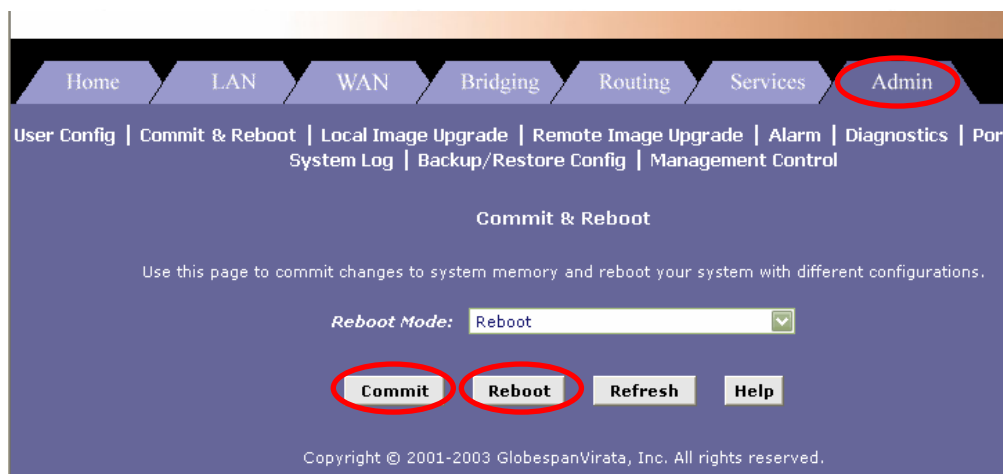 Home LAN WAN Bridging Routing Services Admin
User Config | Commit & Reboot | Local Image Upgrade | Remote Image Upgrade | Alarm | Diagnostics | Por
System Log | Backup/Restore Config | Management Control
Commit & Reboot
Use this page to commit changes to system memory and reboot your system with different configurations.
Reboot Mode: Reboot
Commit Reboot Refresh Help
Copyright © 2001-2003 GlobespanVirata, Inc. All rights reserved.